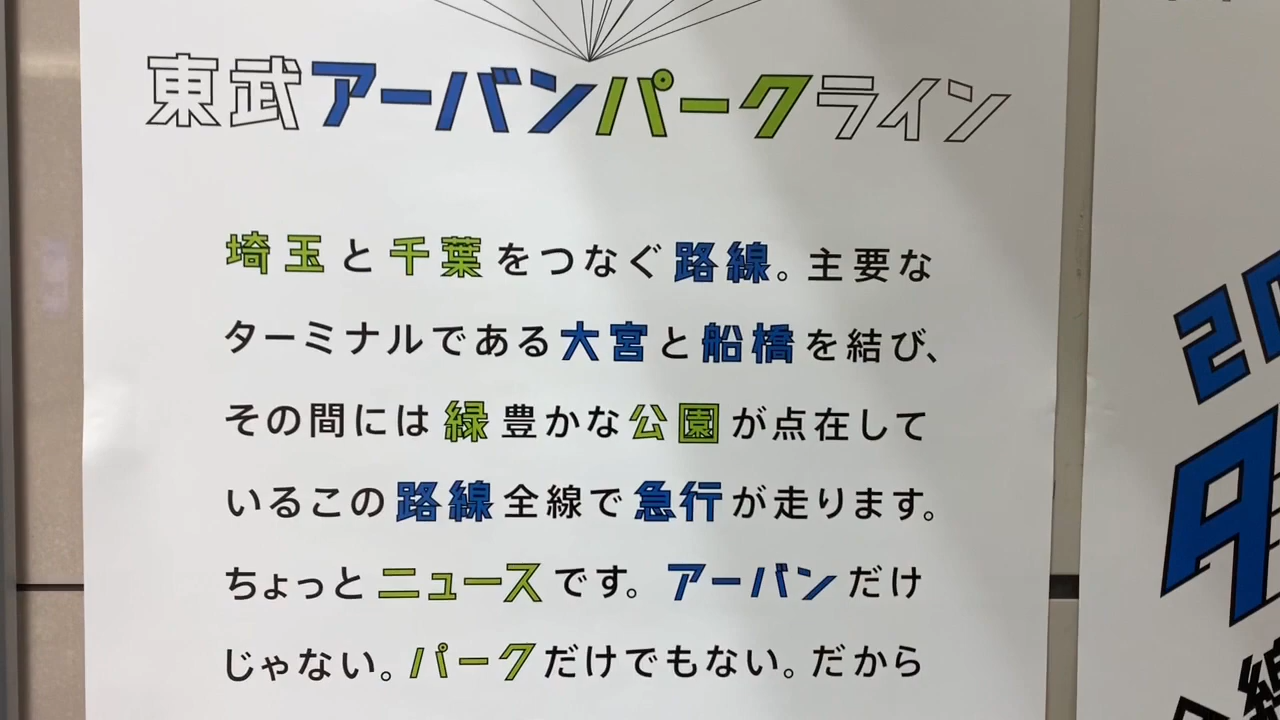 東武アーバンパークライン
埼玉と千葉をつなぐ路線。主要な
ターミナルである大宮と船橋を結び、
その間には緑豊かな公園が点在して
いるこの路線全線で急行が走ります。
ちょっとニュースです。アーバンだけ
じゃない。パークだけでもない。だから